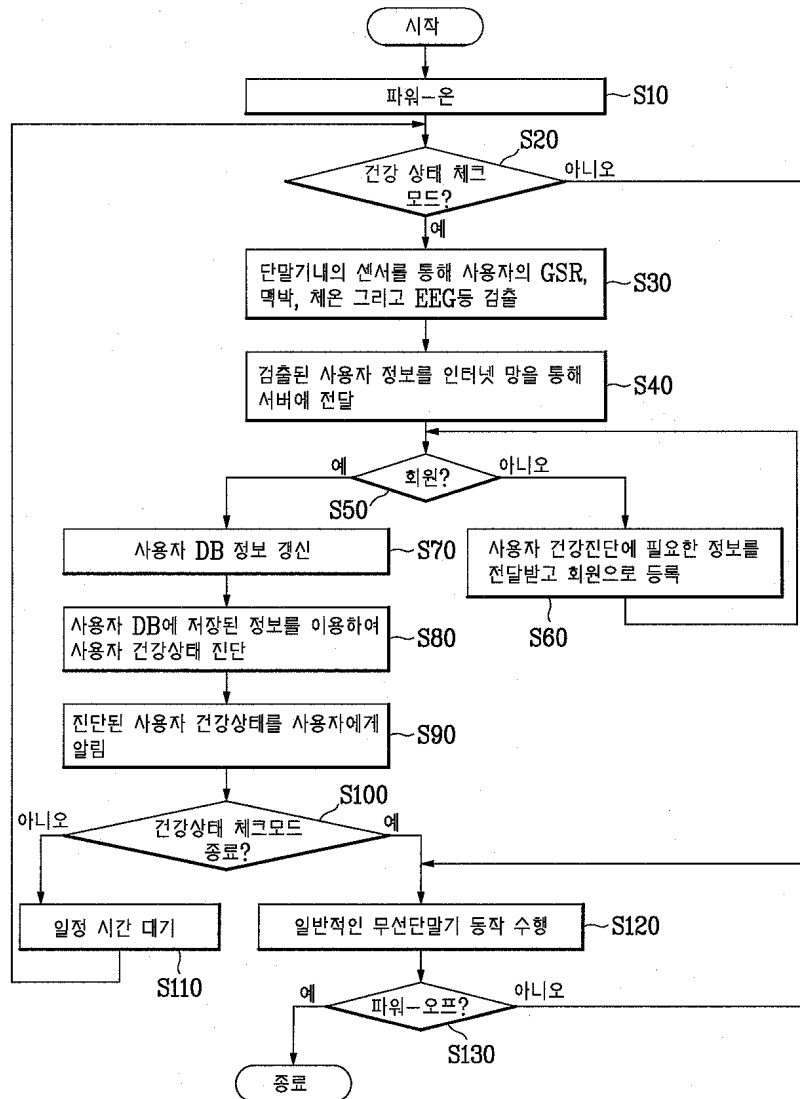 시작
파워-온
S10
S20
건강 상태 체크
모드?
아니오
예
단말기내의 센서를 통해 사용자의 GSR,
맥박, 체온 그리고 EEG등 검출
S30
검출된 사용자 정보를 인터넷 망을 통해
서버에 전달
S40
예
회원?
아니오
S50
사용자 DB 정보 갱신
S70
사용자 건강진단에 필요한 정보를
전달받고 회원으로 등록
S60
사용자 DB에 저장된 정보를 이용하여
사용자 건강상태 진단
S80
진단된 사용자 건강상태를 사용자에게
알림
S90
S100
아니오
건강상태 체크모드
종료?
예
일정 시간 대기
S110
일반적인 무선단말기 동작 수행
S120
예
파워-오프?
아니오
S130
종료